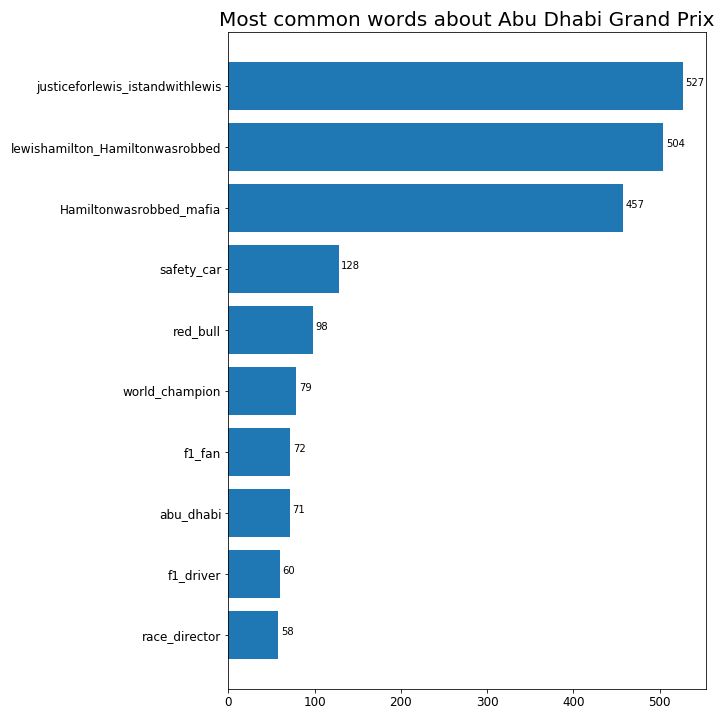 Most common words about Abu Dhabi Grand Prix
justiceforlewis_istandwithlewis 527
lewishamilton_Hamiltonwasrobbed 504
Hamiltonwasrobbed_mafia 457
safety_car 128
red_bull 98
world_champion 79
f1_fan 72
abu_dhabi 71
f1_driver 60
race_director 58
0 100 200 300 400 500